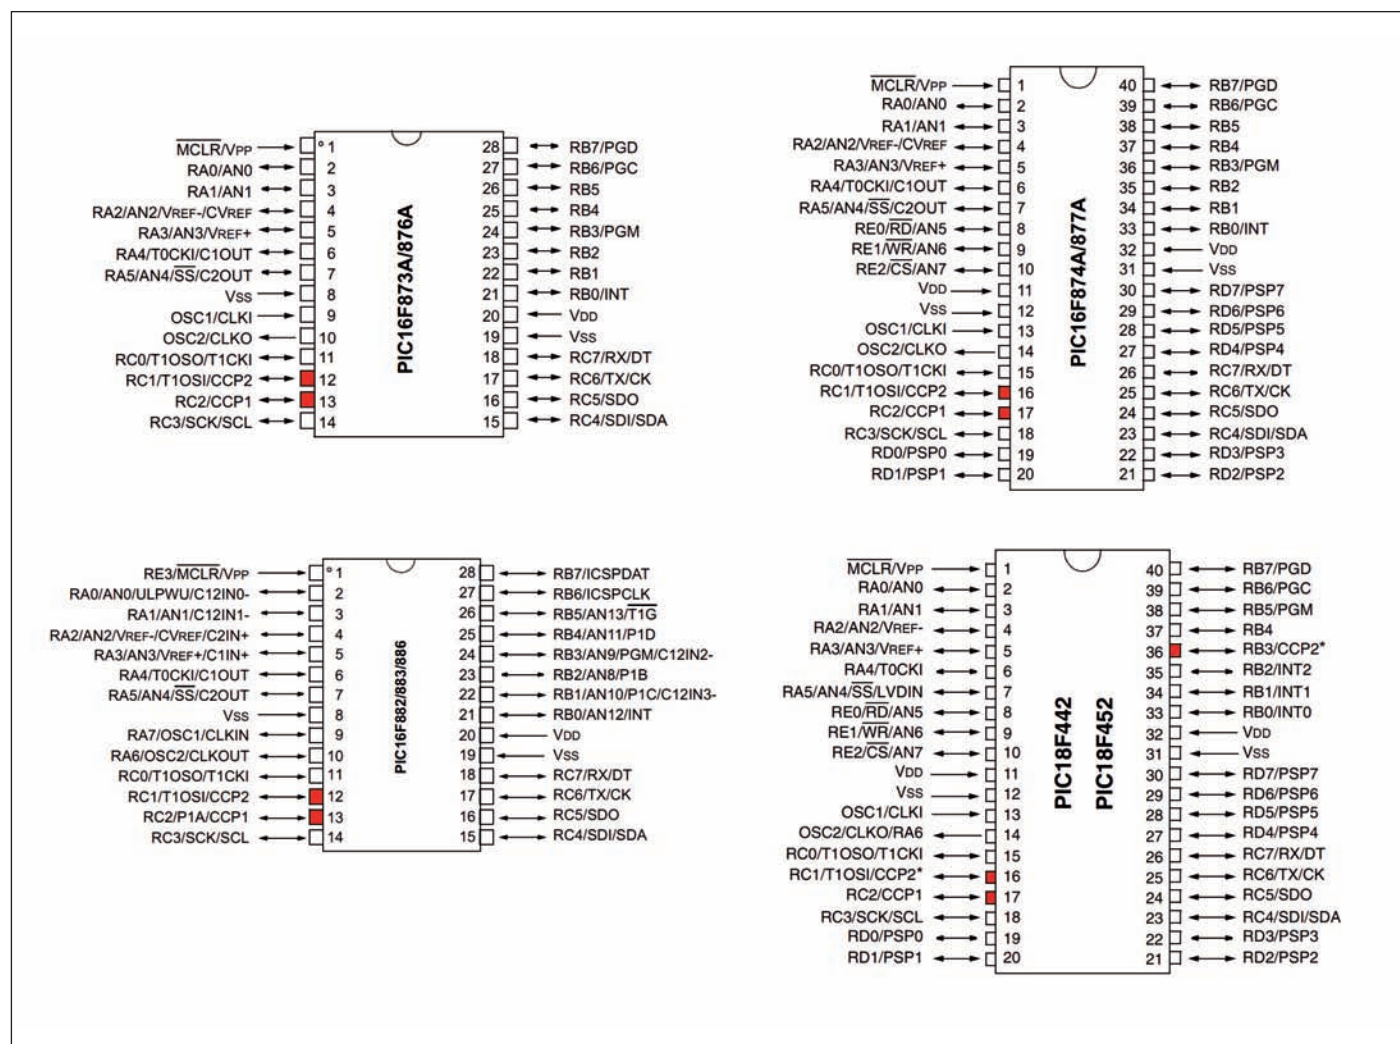 MCLR/VPP 1 28 RB7/PGD
RA0/AN0 2 27 RB6/PGC
RA1/AN1 3 26 RB5
RA2/AN2/VREF-/CVREF 4 25 RB4
RA3/AN3/VREF+ 5 24 RB3/PGM
RA4/T0CKI/C1OUT 6 23 RB2
RA5/AN4/SS/C2OUT 7 22 RB1
VSS 8 21 RB0/INT
OSC1/CLKI 9 20 VDD
OSC2/CLKO 10 19 VSS
RC0/T1OSO/T1CKI 11 18 RC7/RX/DT
RC1/T1OSI/CCP2 12 17 RC6/TX/CK
RC2/CCP1 13 16 RC5/SDO
RC3/SCK/SCL 14 15 RC4/SDI/SDA
PIC16F873A/876A
MCLR/VPP 1 40 RB7/PGD
RA0/AN0 2 39 RB6/PGC
RA1/AN1 3 38 RB5
RA2/AN2/VREF-/CVREF 4 37 RB4
RA3/AN3/VREF+ 5 36 RB3/PGM
RA4/T0CKI/C1OUT 6 35 RB2
RA5/AN4/SS/C2OUT 7 34 RB1
RE0/RD/AN5 8 33 RB0/INT
RE1/WR/AN6 9 32 VDD
RE2/CS/AN7 10 31 VSS
VDD 11 30 RD7/PSP7
VSS 12 29 RD6/PSP6
OSC1/CLKI 13 28 RD5/PSP5
OSC2/CLKO 14 27 RD4/PSP4
RC0/T1OSO/T1CKI 15 26 RC7/RX/DT
RC1/T1OSI/CCP2 16 25 RC6/TX/CK
RC2/CCP1 17 24 RC5/SDO
RC3/SCK/SCL 18 23 RC4/SDI/SDA
RD0/PSP0 19 22 RD3/PSP3
RD1/PSP1 20 21 RD2/PSP2
PIC16F874A/877A
RE3/MCLR/VPP 1 28 RB7/ICSPDAT
RA0/AN0/ULPWU/C12IN0- 2 27 RB6/ICSPCLK
RA1/AN1/C12IN1- 3 26 RB5/AN13/T1G
RA2/AN2/VREF-/CVREF/C2IN+ 4 25 RB4/AN11/P1D
RA3/AN3/VREF+/C1IN+ 5 24 RB3/AN9/PGM/C12IN2-
RA4/T0CKI/C1OUT 6 23 RB2/AN8/P1B
RA5/AN4/SS/C2OUT 7 22 RB1/AN10/P1C/C12IN3-
VSS 8 21 RB0/AN12/INT
RA7/OSC1/CLKIN 9 20 VDD
RA6/OSC2/CLKOUT 10 19 VSS
RC0/T1OSO/T1CKI 11 18 RC7/RX/DT
RC1/T1OSI/CCP2 12 17 RC6/TX/CK
RC2/P1A/CCP1 13 16 RC5/SDO
RC3/SCK/SCL 14 15 RC4/SDI/SDA
PIC16F882/883/886
MCLR/VPP 1 40 RB7/PGD
RA0/AN0 2 39 RB6/PGC
RA1/AN1 3 38 RB5/PGM
RA2/AN2/VREF- 4 37 RB4
RA3/AN3/VREF+ 5 36 RB3/CCP2*
RA4/T0CKI 6 35 RB2/INT2
RA5/AN4/SS/LVDIN 7 34 RB1/INT1
RE0/RD/AN5 8 33 RB0/INT0
RE1/WR/AN6 9 32 VDD
RE2/CS/AN7 10 31 VSS
VDD 11 30 RD7/PSP7
VSS 12 29 RD6/PSP6
OSC1/CLKI 13 28 RD5/PSP5
OSC2/CLKO/RA6 14 27 RD4/PSP4
RC0/T1OSO/T1CKI 15 26 RC7/RX/DT
RC1/T1OSI/CCP2* 16 25 RC6/TX/CK
RC2/CCP1 17 24 RC5/SDO
RC3/SCK/SCL 18 23 RC4/SDI/SDA
RD0/PSP0 19 22 RD3/PSP3
RD1/PSP1 20 21 RD2/PSP2
PIC18F442
PIC18F452